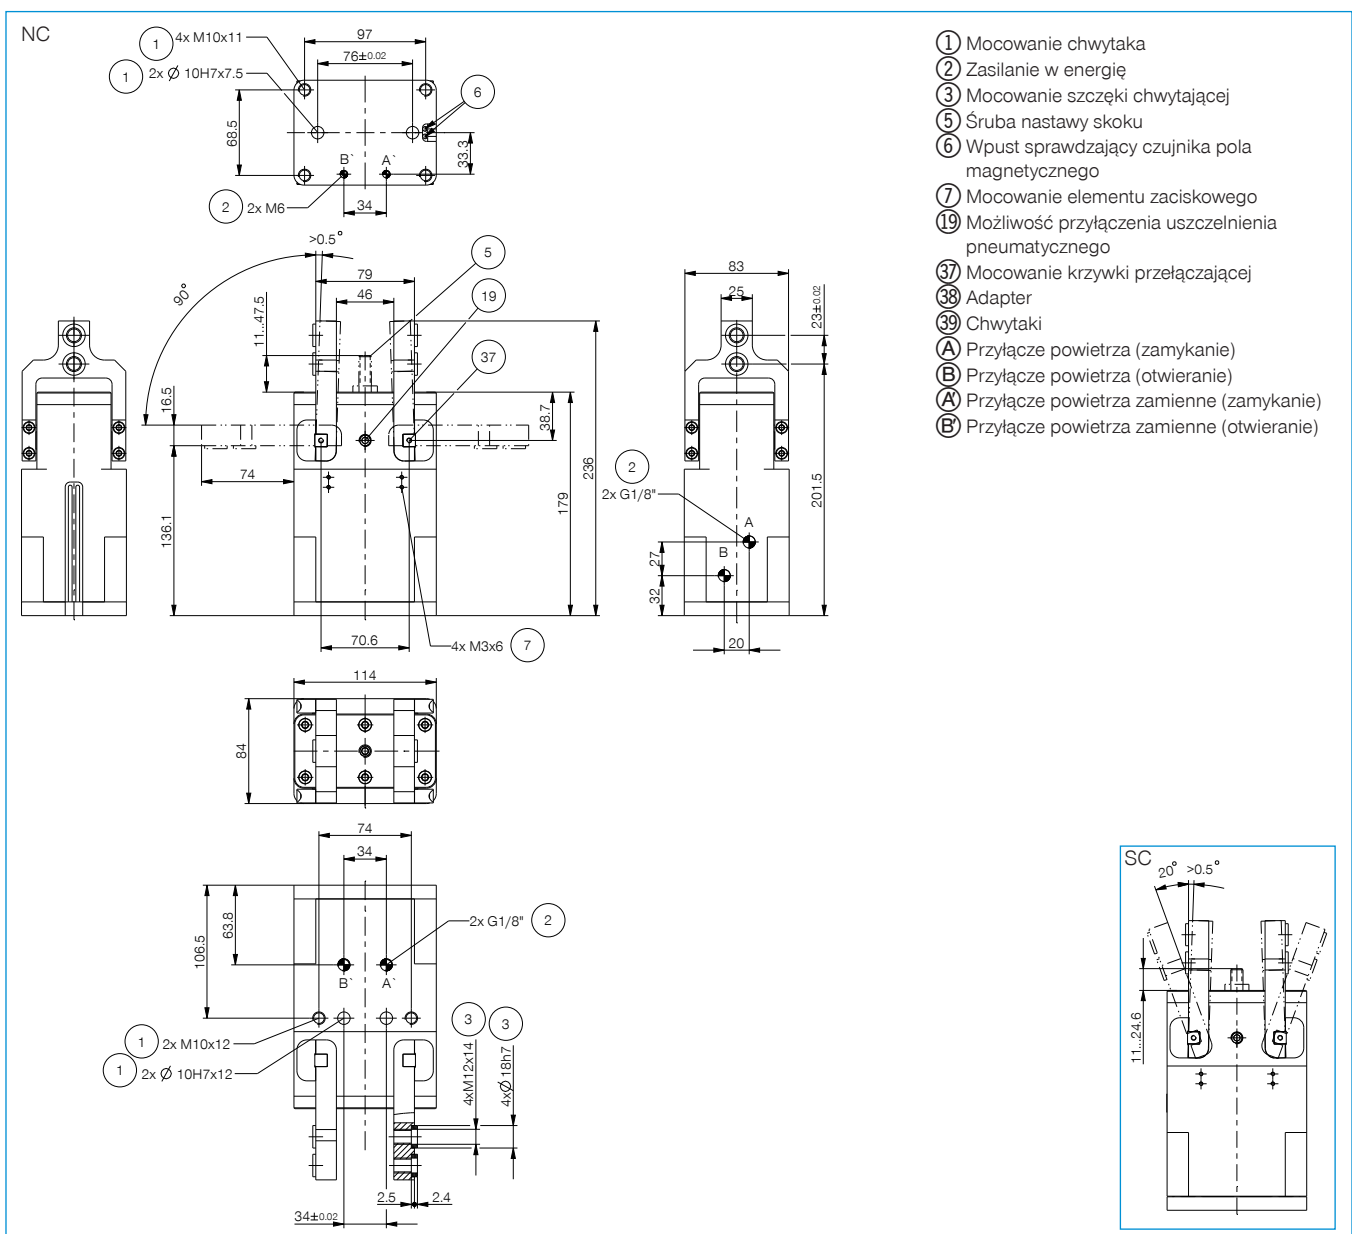 NC
1 4x M10x11
97
76±0.02
1 2x Ø 10H7x7.5
6
68.5
33.3
B` A`
2 2x M6
34
>0.5°
90°
79
46
5
19
37
11...47.5
16.5
38.7
74
136.1
236
179
70.6
4x M3x6 7
83
25
23±0.02
2
2x G1/8"
A
B
27
32
201.5
20
114
84
74
34
63.8
106.5
2x G1/8" 2
B` A`
1 2x M10x12
1 2x Ø 10H7x12
3 3
4xM12x14
4xØ 18h7
2.5 2.4
34±0.02
1 Mocowanie chwytaka
2 Zasilanie w energię
3 Mocowanie szczęki chwytającej
5 Śruba nastawy skoku
6 Wpust sprawdzający czujnika pola
magnetycznego
7 Mocowanie elementu zaciskowego
19 Możliwość przyłączenia uszczelnienia
pneumatycznego
37 Mocowanie krzywki przełączającej
38 Adapter
39 Chwytaki
A Przyłącze powietrza (zamykanie)
B Przyłącze powietrza (otwieranie)
A' Przyłącze powietrza zamienne (zamykanie)
B' Przyłącze powietrza zamienne (otwieranie)
SC
20° >0.5°
11...24.6